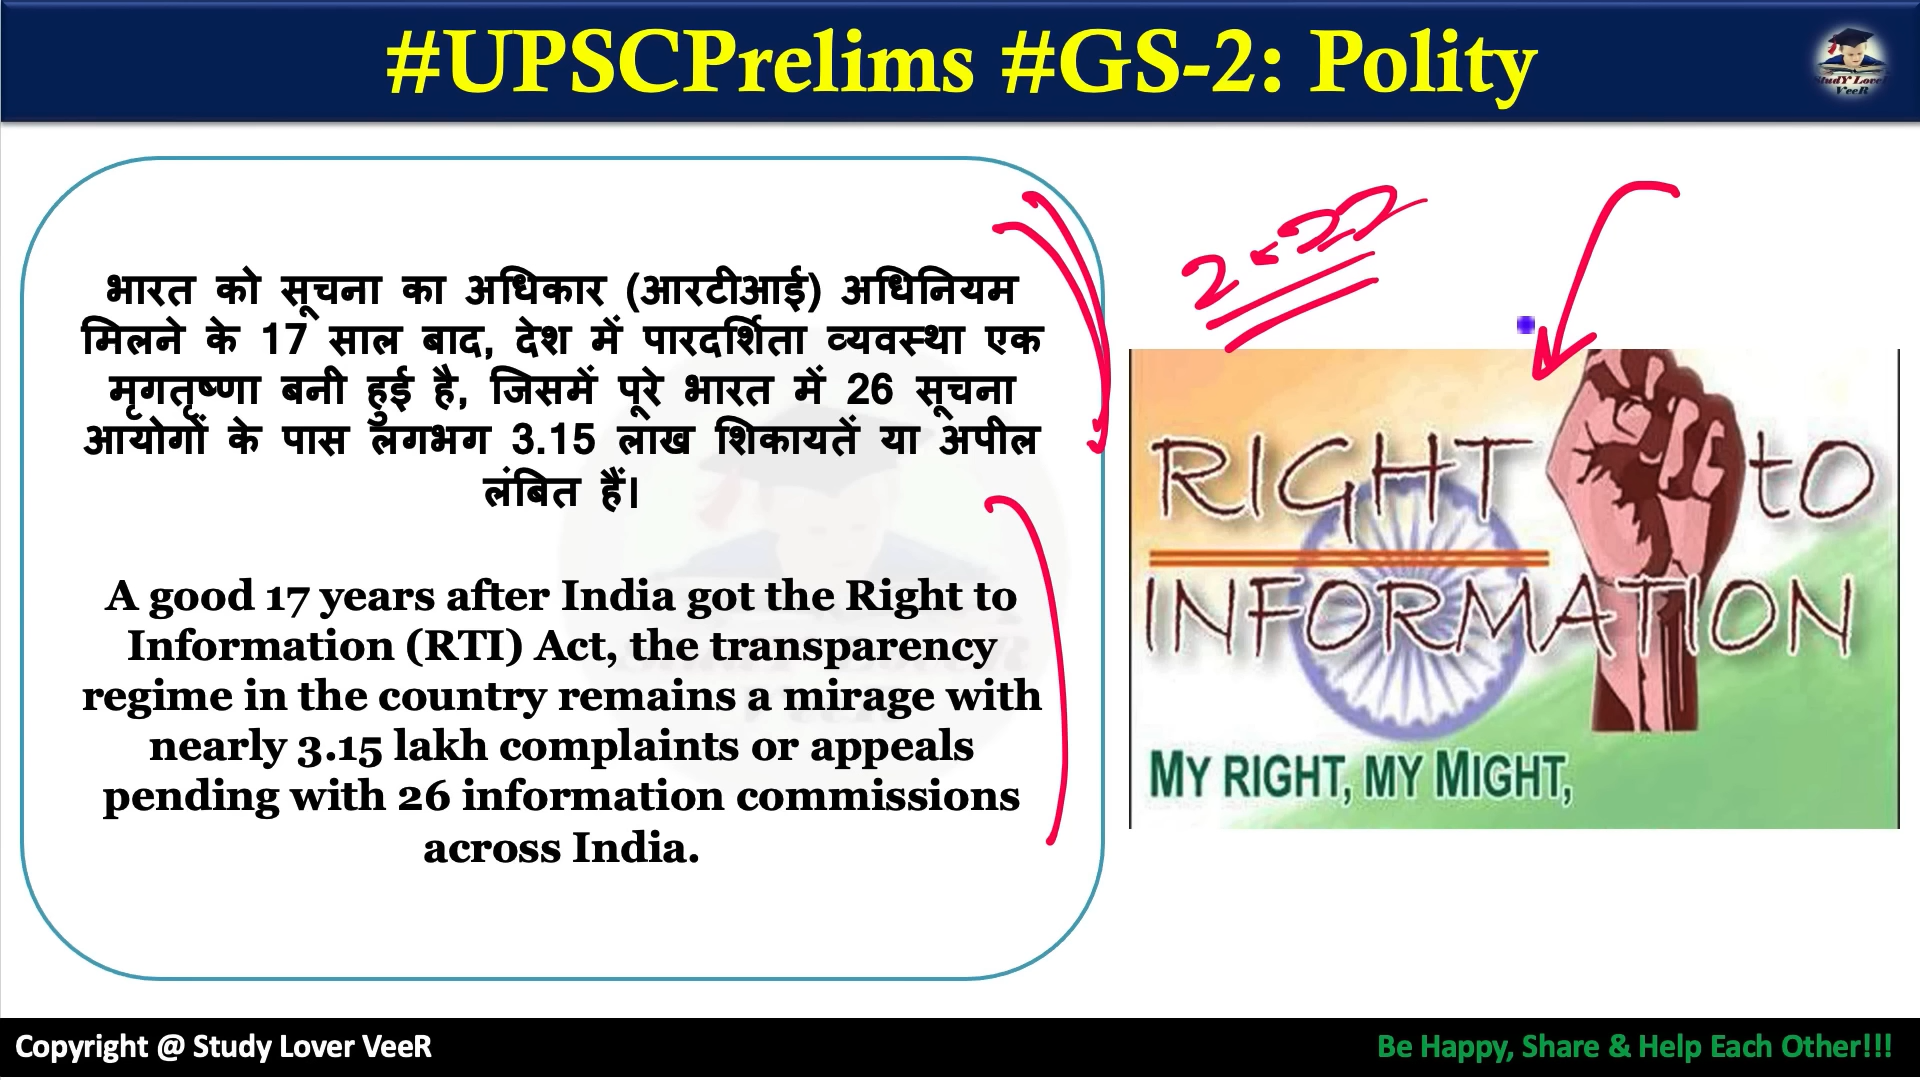 #UPSCPrelims #GS-2: Polity
StudY LoveR
VeeR
भारत को सूचना का अधिकार (आरटीआई) अधिनियम
मिलने के 17 साल बाद, देश में पारदर्शिता व्यवस्था एक
मृगतृष्णा बनी हुई है, जिसमें पूरे भारत में 26 सूचना
आयोगों के पास लगभग 3.15 लाख शिकायतें या अपील
लंबित हैं।
A good 17 years after India got the Right to
Information (RTI) Act, the transparency
regime in the country remains a mirage with
nearly 3.15 lakh complaints or appeals
pending with 26 information commissions
across India.
2022
RIGHT to
INFORMATION
MY RIGHT, MY MIGHT,
Copyright @ Study Lover VeeR
Be Happy, Share & Help Each Other!!!